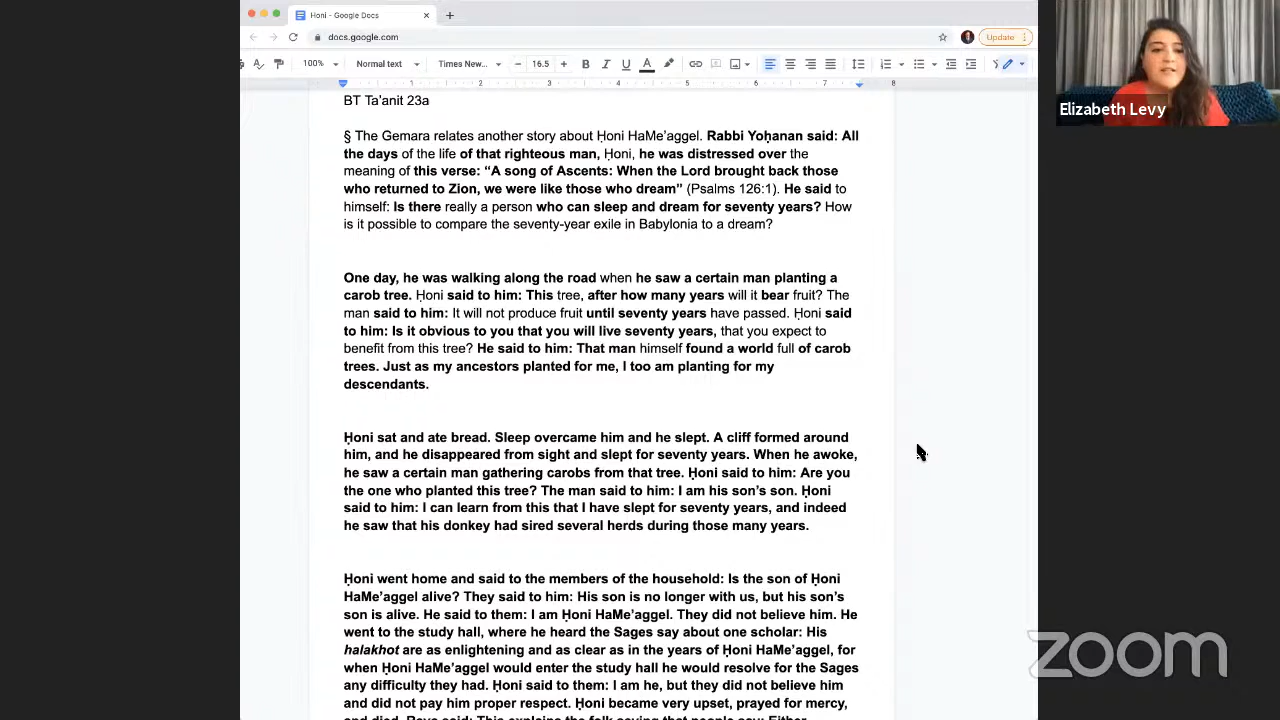 Honi - Google Docs
docs.google.com
Update
100%
Normal text
Times New...
16.5
B I U A
1 2 3 4 5 6 7 8
BT Ta'anit 23a
§ The Gemara relates another story about Ḥoni HaMe'aggel. Rabbi Yoḥanan said: All
the days of the life of that righteous man, Ḥoni, he was distressed over the
meaning of this verse: “A song of Ascents: When the Lord brought back those
who returned to Zion, we were like those who dream” (Psalms 126:1). He said to
himself: Is there really a person who can sleep and dream for seventy years? How
is it possible to compare the seventy-year exile in Babylonia to a dream?
One day, he was walking along the road when he saw a certain man planting a
carob tree. Ḥoni said to him: This tree, after how many years will it bear fruit? The
man said to him: It will not produce fruit until seventy years have passed. Ḥoni said
to him: Is it obvious to you that you will live seventy years, that you expect to
benefit from this tree? He said to him: That man himself found a world full of carob
trees. Just as my ancestors planted for me, I too am planting for my
descendants.
Ḥoni sat and ate bread. Sleep overcame him and he slept. A cliff formed around
him, and he disappeared from sight and slept for seventy years. When he awoke,
he saw a certain man gathering carobs from that tree. Ḥoni said to him: Are you
the one who planted this tree? The man said to him: I am his son’s son. Ḥoni
said to him: I can learn from this that I have slept for seventy years, and indeed
he saw that his donkey had sired several herds during those many years.
Ḥoni went home and said to the members of the household: Is the son of Ḥoni
HaMe’aggel alive? They said to him: His son is no longer with us, but his son’s
son is alive. He said to them: I am Ḥoni HaMe’aggel. They did not believe him. He
went to the study hall, where he heard the Sages say about one scholar: His
halakhot are as enlightening and as clear as in the years of Ḥoni HaMe’aggel, for
when Ḥoni HaMe’aggel would enter the study hall he would resolve for the Sages
any difficulty they had. Ḥoni said to them: I am he, but they did not believe him
and did not pay him proper respect. Ḥoni became very upset, prayed for mercy,
and died. Rava said: This explains the folk saying that people say: Either
Elizabeth Levy
zoom